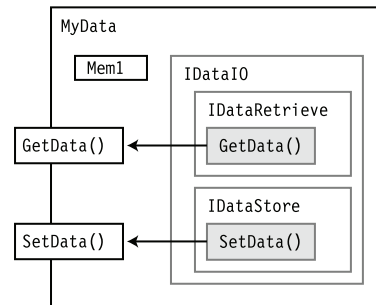 MyData
Mem1
IDataIO
IDataRetrieve
GetData()
GetData()
IDataStore
SetData()
SetData()